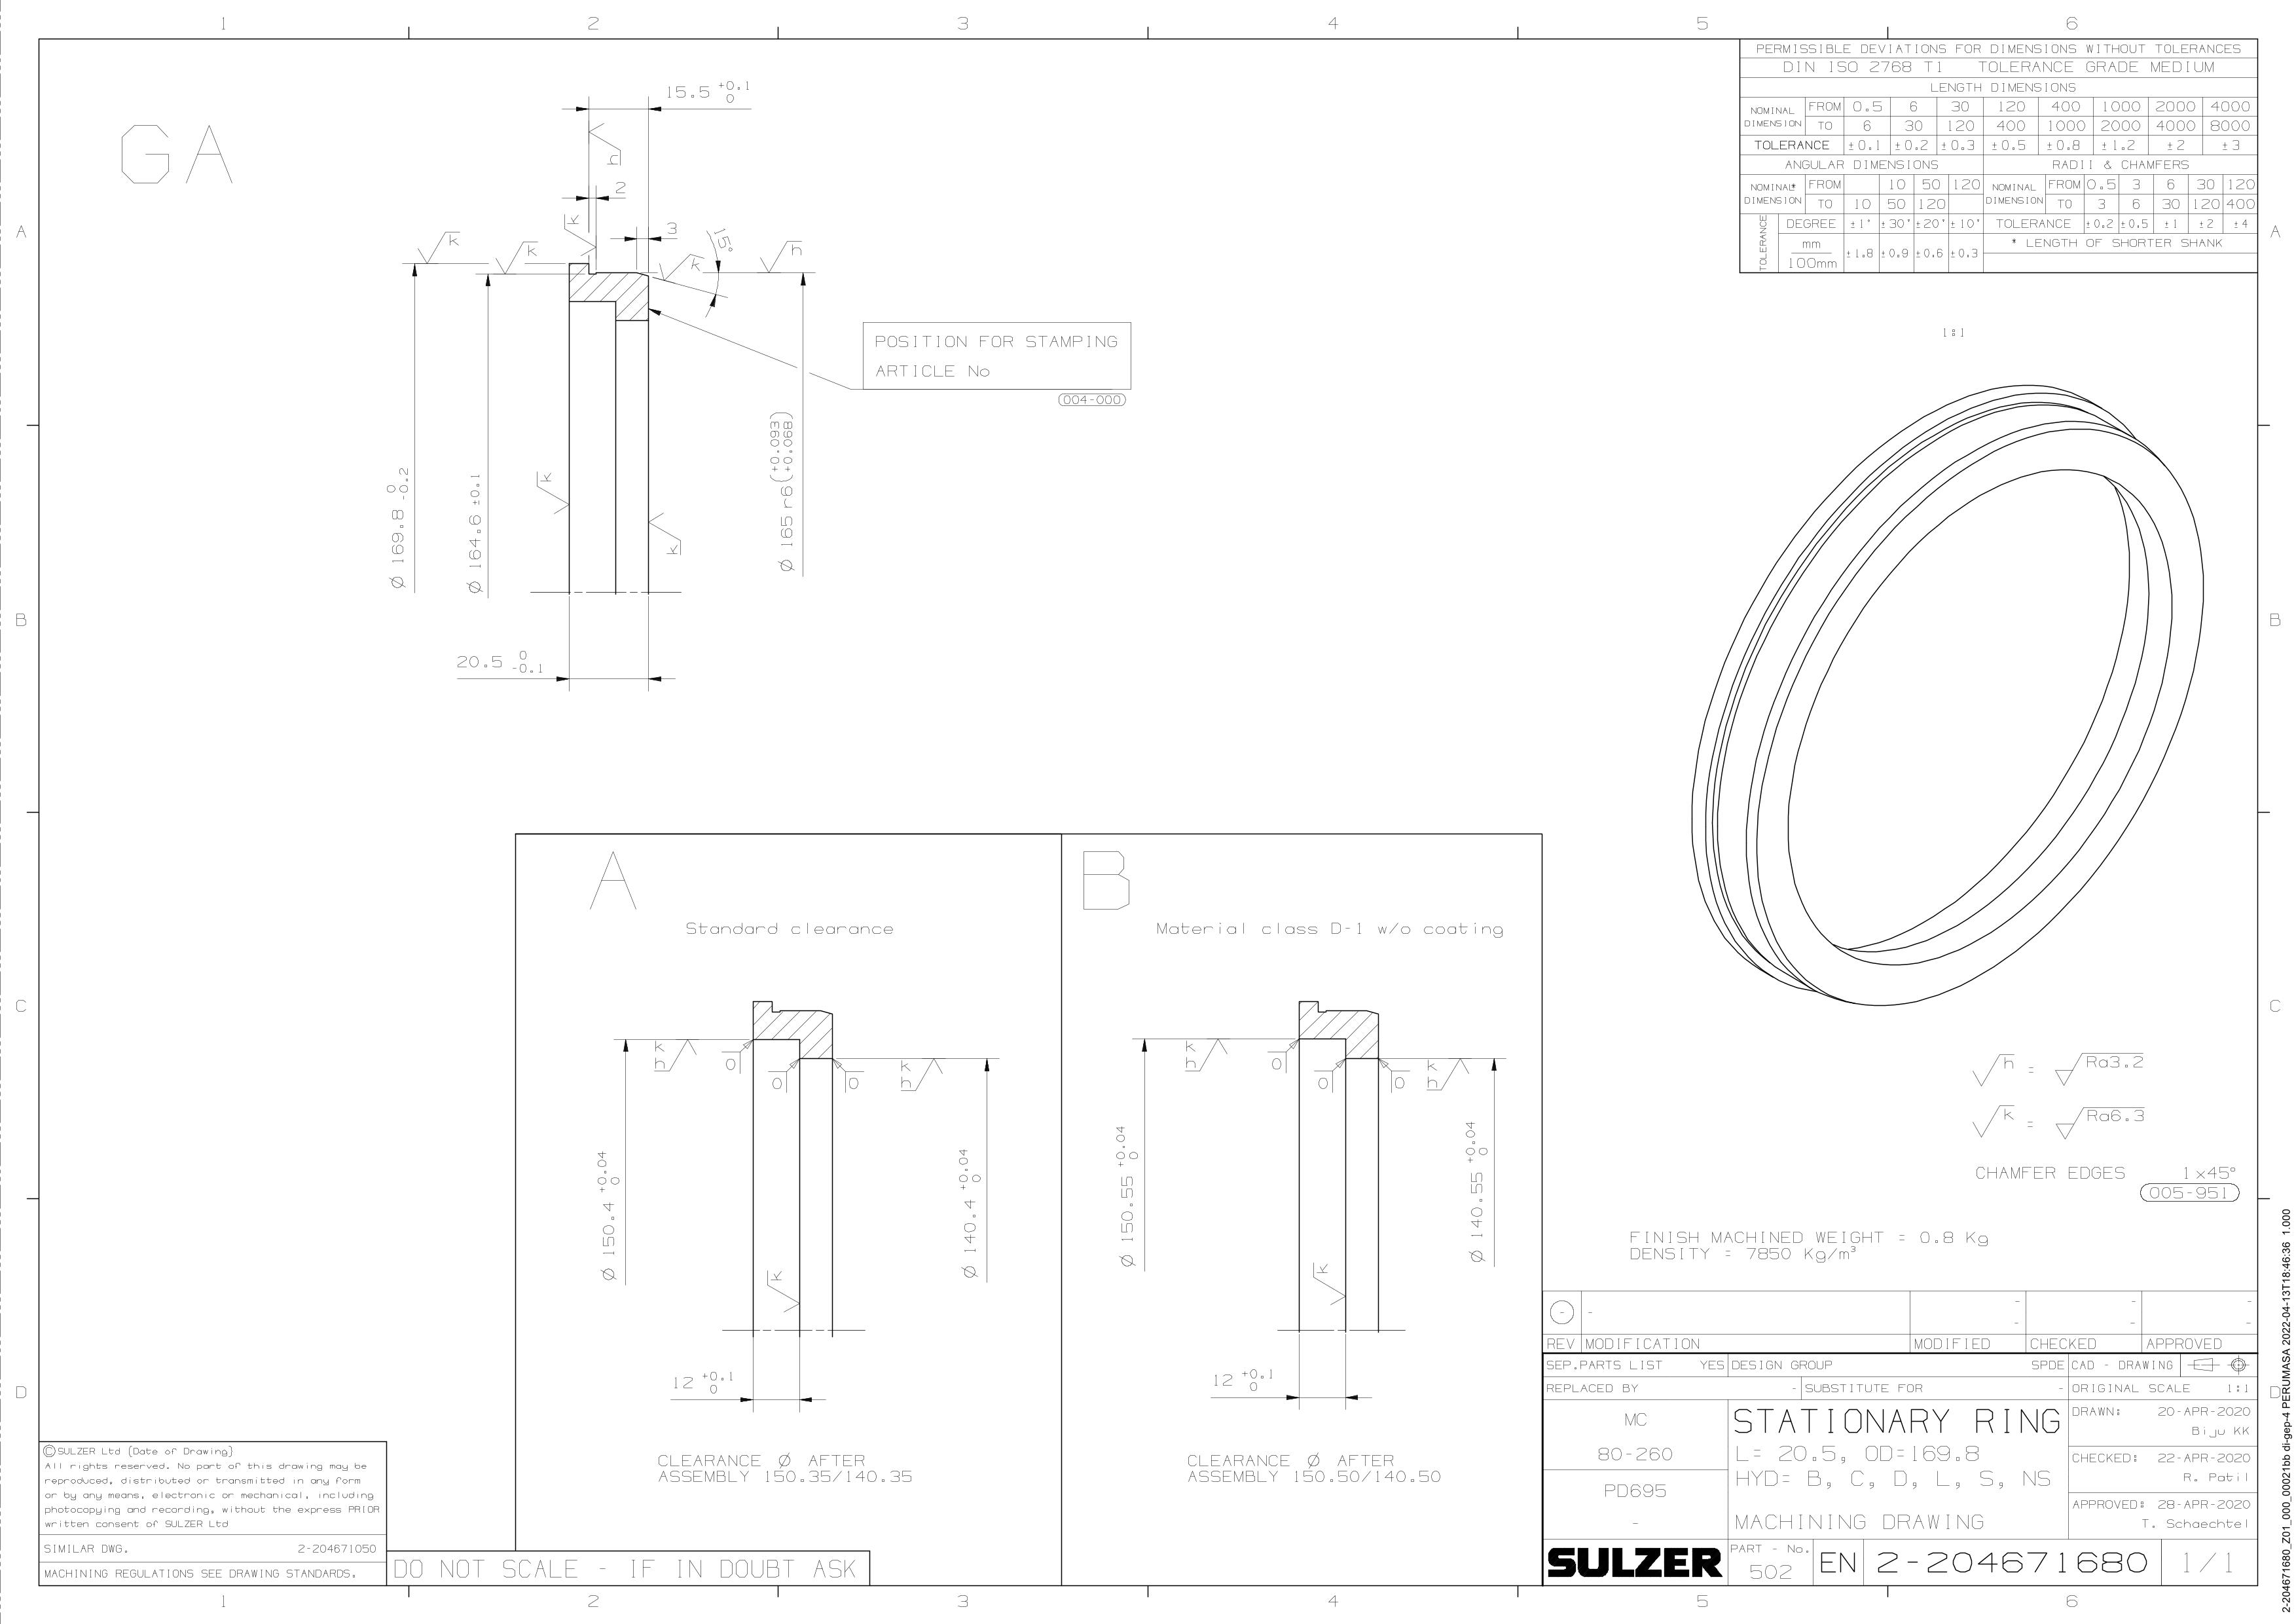 1 2 3 4 5 6
PERMISSIBLE DEVIATIONS FOR DIMENSIONS WITHOUT TOLERANCES
DIN ISO 2768 T1 TOLERANCE GRADE MEDIUM
LENGTH DIMENSIONS
NOMINAL DIMENSION FROM 0.5 6 30 120 400 1000 2000 4000
TO 6 30 120 400 1000 2000 4000 8000
TOLERANCE ±0.1 ±0.2 ±0.3 ±0.5 ±0.8 ±1.2 ±2 ±3
ANGULAR DIMENSIONS RADII & CHAMFERS
NOMINAL* DIMENSION FROM 10 50 120 NOMINAL DIMENSION FROM 0.5 3 6 30 120
TO 10 50 120 TO 3 6 30 120 400
TOLERANCE DEGREE ±1° ±30' ±20' ±10' TOLERANCE ±0.2 ±0.5 ±1 ±2 ±4
mm
100mm ±1.8 ±0.9 ±0.6 ±0.3 * LENGTH OF SHORTER SHANK
GA
15.5 +0.1 0
h
2
k
3
15°
k
k
k
h
POSITION FOR STAMPING
ARTICLE No
004-000
k
k
Ø 169.8 0 -0.2
Ø 164.6 ±0.1
Ø 165 r6 (+0.093 +0.068)
20.5 0 -0.1
1:1
A
B
C
D
A
B
C
D
A
Standard clearance
k
h
0
0
0
k
h
Ø 150.4 +0.04 0
Ø 140.4 +0.04 0
k
12 +0.1 0
CLEARANCE Ø AFTER
ASSEMBLY 150.35/140.35
B
Material class D-1 w/o coating
k
h
0
0
0
k
h
Ø 150.55 +0.04 0
Ø 140.55 +0.04 0
k
12 +0.1 0
CLEARANCE Ø AFTER
ASSEMBLY 150.50/140.50
h = Ra3.2
k = Ra6.3
CHAMFER EDGES 1x45°
005-951
FINISH MACHINED WEIGHT = 0.8 Kg
DENSITY = 7850 Kg/m³
- - - - -
- - -
REV MODIFICATION MODIFIED CHECKED APPROVED
SEP.PARTS LIST YES DESIGN GROUP SPDE CAD - DRAWING
REPLACED BY - SUBSTITUTE FOR - ORIGINAL SCALE 1:1
MC
80-260
PD695
-
STATIONARY RING
L= 20.5, OD=169.8
HYD= B, C, D, L, S, NS
MACHINING DRAWING
DRAWN: 20-APR-2020
Biju KK
CHECKED: 22-APR-2020
R. Patil
APPROVED: 28-APR-2020
T. Schaechtel
SULZER
PART - No.
502
EN 2-204671680 1/1
© SULZER Ltd (Date of Drawing)
All rights reserved. No part of this drawing may be
reproduced, distributed or transmitted in any form
or by any means, electronic or mechanical, including
photocopying and recording, without the express PRIOR
written consent of SULZER Ltd
SIMILAR DWG. 2-204671050
MACHINING REGULATIONS SEE DRAWING STANDARDS.
DO NOT SCALE - IF IN DOUBT ASK
1 2 3 4 5 6
2-204671680_Z01_000_00021bb di-gep-4 PERUMASA 2022-04-13T18:46:36 1.000